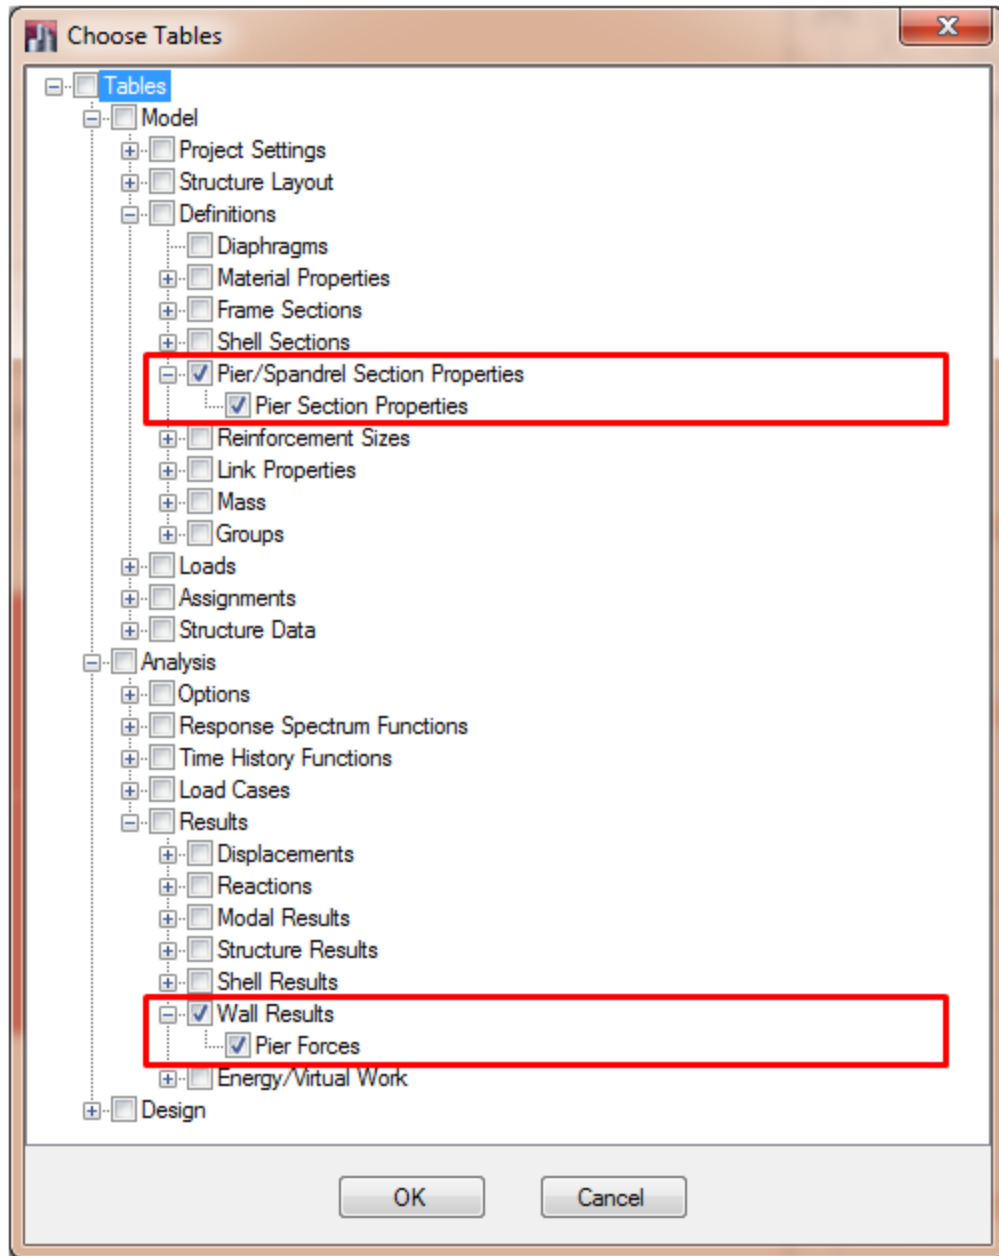 Choose Tables
Tables
Model
Project Settings
Structure Layout
Definitions
Diaphragms
Material Properties
Frame Sections
Shell Sections
Pier/Spandrel Section Properties
Pier Section Properties
Reinforcement Sizes
Link Properties
Mass
Groups
Loads
Assignments
Structure Data
Analysis
Options
Response Spectrum Functions
Time History Functions
Load Cases
Results
Displacements
Reactions
Modal Results
Structure Results
Shell Results
Wall Results
Pier Forces
Energy/Virtual Work
Design
OK Cancel